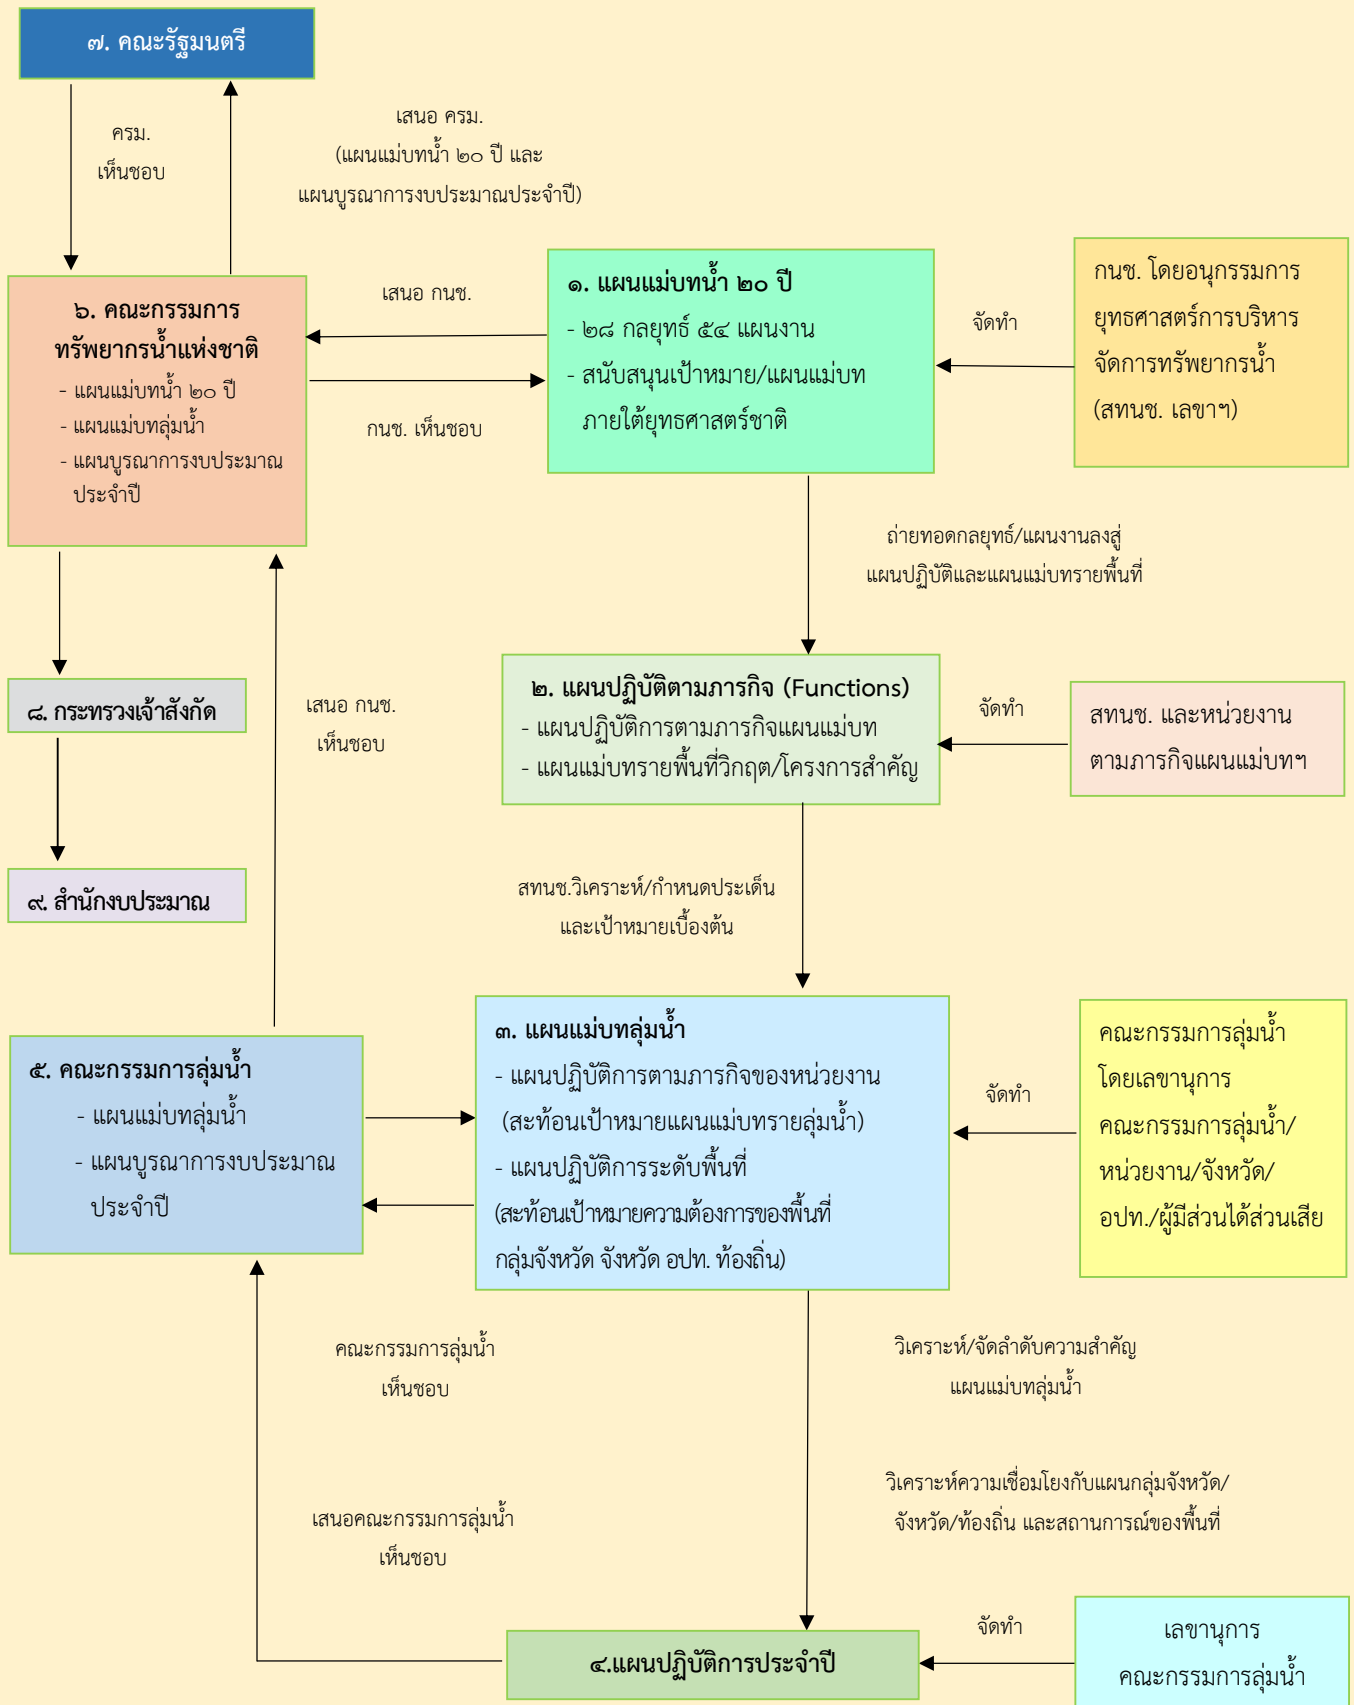 ๗. คณะรัฐมนตรี
ครม.
เห็นชอบ
เสนอ ครม.
(แผนแม่บทน้ำ ๒๐ ปี และ
แผนบูรณาการงบประมาณประจำปี)
๖. คณะกรรมการ
ทรัพยากรน้ำแห่งชาติ
- แผนแม่บทน้ำ ๒๐ ปี
- แผนแม่บทลุ่มน้ำ
- แผนบูรณาการงบประมาณ
ประจำปี
เสนอ กนช.
กนช. เห็นชอบ
๑. แผนแม่บทน้ำ ๒๐ ปี
- ๒๘ กลยุทธ์ ๕๔ แผนงาน
- สนับสนุนเป้าหมาย/แผนแม่บท
ภายใต้ยุทธศาสตร์ชาติ
จัดทำ
กนช. โดยอนุกรรมการ
ยุทธศาสตร์การบริหาร
จัดการทรัพยากรน้ำ
(สทนช. เลขาฯ)
ถ่ายทอดกลยุทธ์/แผนงานลงสู่
แผนปฏิบัติและแผนแม่บทรายพื้นที่
๘. กระทรวงเจ้าสังกัด
๙. สำนักงบประมาณ
เสนอ กนช.
เห็นชอบ
๒. แผนปฏิบัติตามภารกิจ (Functions)
- แผนปฏิบัติการตามภารกิจแผนแม่บท
- แผนแม่บทรายพื้นที่วิกฤต/โครงการสำคัญ
จัดทำ
สทนช. และหน่วยงาน
ตามภารกิจแผนแม่บทฯ
สทนช.วิเคราะห์/กำหนดประเด็น
และเป้าหมายเบื้องต้น
๕. คณะกรรมการลุ่มน้ำ
- แผนแม่บทลุ่มน้ำ
- แผนบูรณาการงบประมาณ
ประจำปี
๓. แผนแม่บทลุ่มน้ำ
- แผนปฏิบัติการตามภารกิจของหน่วยงาน
(สะท้อนเป้าหมายแผนแม่บทรายลุ่มน้ำ)
- แผนปฏิบัติการระดับพื้นที่
(สะท้อนเป้าหมายความต้องการของพื้นที่
กลุ่มจังหวัด จังหวัด อปท. ท้องถิ่น)
จัดทำ
คณะกรรมการลุ่มน้ำ
โดยเลขานุการ
คณะกรรมการลุ่มน้ำ/
หน่วยงาน/จังหวัด/
อปท./ผู้มีส่วนได้ส่วนเสีย
คณะกรรมการลุ่มน้ำ
เห็นชอบ
วิเคราะห์/จัดลำดับความสำคัญ
แผนแม่บทลุ่มน้ำ
เสนอคณะกรรมการลุ่มน้ำ
เห็นชอบ
วิเคราะห์ความเชื่อมโยงกับแผนกลุ่มจังหวัด/
จังหวัด/ท้องถิ่น และสถานการณ์ของพื้นที่
๔.แผนปฏิบัติการประจำปี
จัดทำ
เลขานุการ
คณะกรรมการลุ่มน้ำ